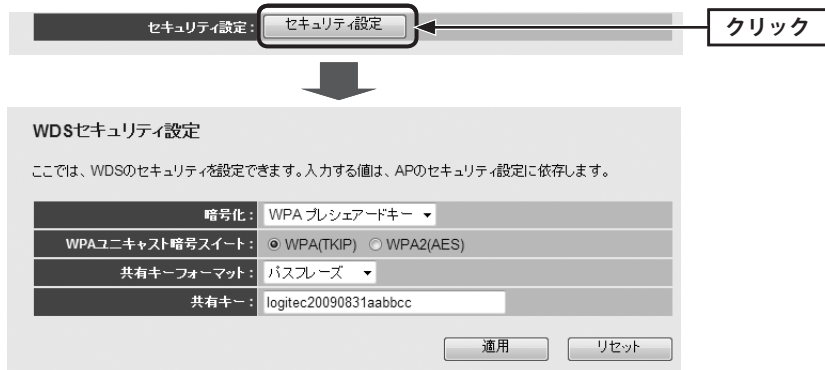 セキュリティ設定: セキュリティ設定 クリック
WDSセキュリティ設定
ここでは、WDSのセキュリティを設定できます。入力する値は、APのセキュリティ設定に依存します。
暗号化: WPA プレシェアードキー
WPAユニキャスト暗号スイート: WPA(TKIP) WPA2(AES)
共有キーフォーマット: パスフレーズ
共有キー: logitec20090831aabbcc
適用 リセット